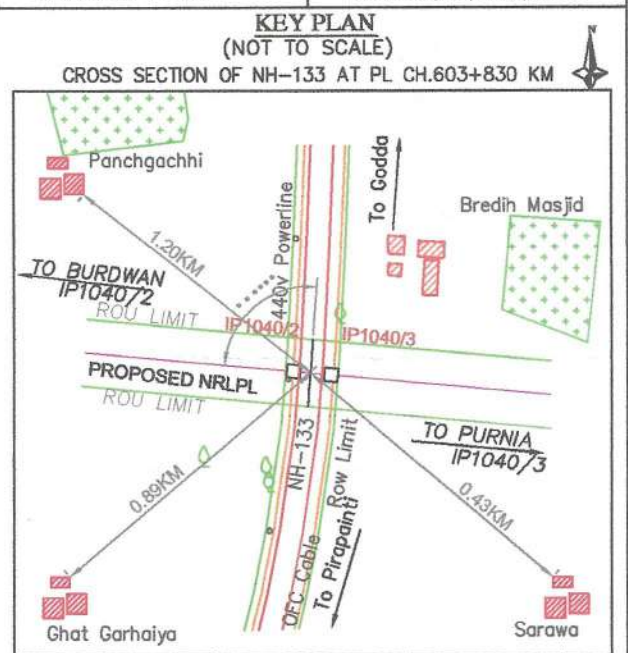 KEY PLAN
(NOT TO SCALE)
CROSS SECTION OF NH-133 AT PL CH.603+830 KM
N
Panchgachhi
To Godda
Bredih Masjid
440v Powerline
1.20KM
TO BURDWAN
IP1040/2
ROU LIMIT
IP1040/2
IP1040/3
PROPOSED NRLPL
ROU LIMIT
TO PURNIA
IP1040/3
NH-133
Row Limit
0.89KM
0.43KM
OFC Cable
To Pirapainti
Ghat Garhaiya
Sarawa